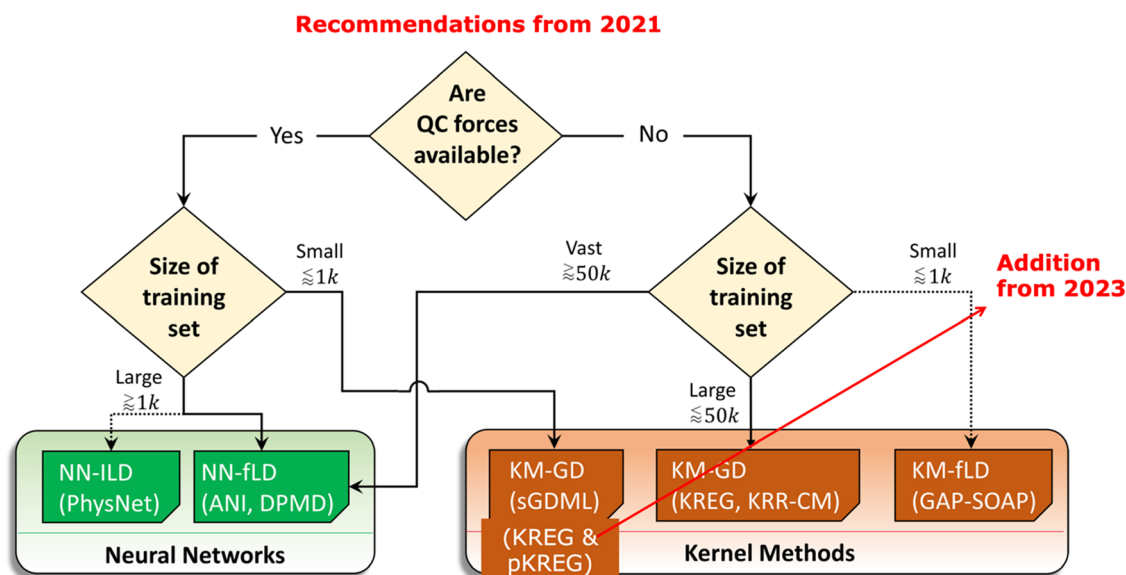 Recommendations from 2021
Are
QC forces
available?
Yes
No
Size of
training
set
Small
⪅1k
Vast
⪆50k
Size of
training
set
Small
⪅1k
Addition
from 2023
Large
⪆1k
Large
⪅50k
NN-lLD
(PhysNet)
NN-fLD
(ANI, DPMD)
Neural Networks
KM-GD
(sGDML)
(KREG &
pKREG)
KM-GD
(KREG, KRR-CM)
KM-fLD
(GAP-SOAP)
Kernel Methods